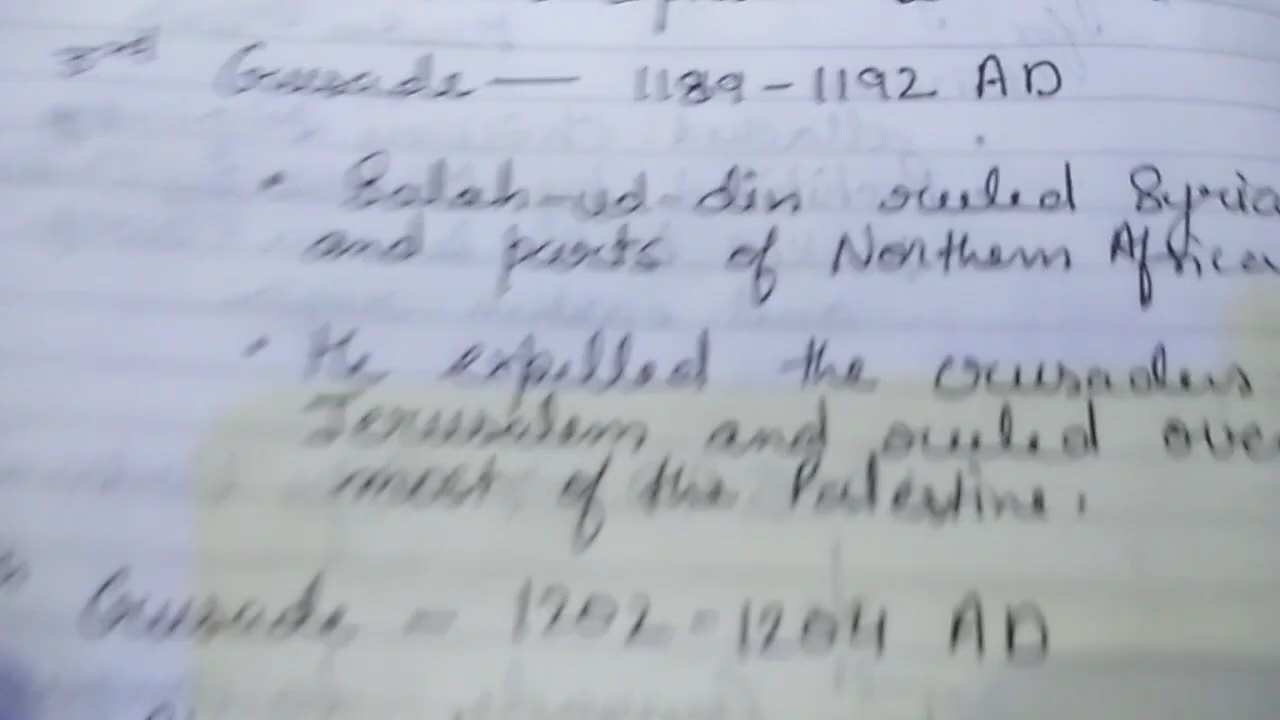 3rd Crusade — 1189-1192 AD
• Salah-ud-din ruled Syria
and parts of Northern Africa
• He expelled the crusaders
Jerusalem and ruled over
most of the Palestine.
Crusade - 1202-1204 AD